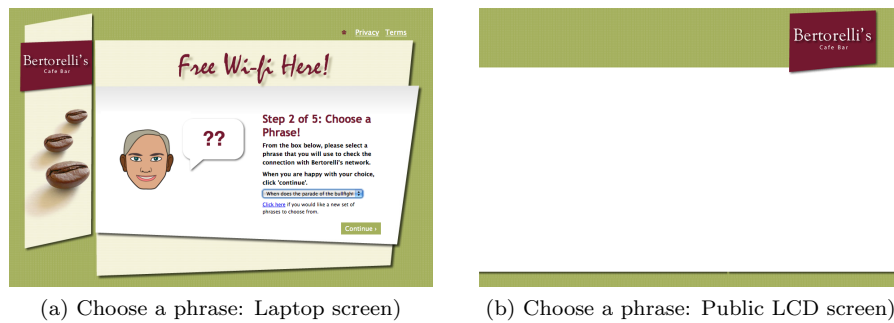 Privacy Terms
Bertorelli's
Cafe Bar
Free Wi-fi Here!
??
Step 2 of 5: Choose a
Phrase!
From the box below, please select a
phrase that you will use to check the
connection with Bertorelli's network.
When you are happy with your choice,
click 'continue'.
When does the parade of the bullfight
Click here if you would like a new set of
phrases to choose from.
Continue ›
Bertorelli's
Cafe Bar
(a) Choose a phrase: Laptop screen)
(b) Choose a phrase: Public LCD screen)